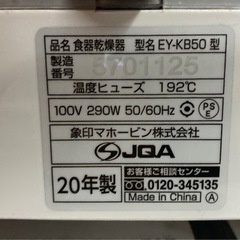 品名 食器乾燥器 型名 EY-KB50 型
製造番号 5701125
温度ヒューズ 192℃
100V 290W 50/60Hz PSE
象印マホービン株式会社
JQA
20年製
お客様ご相談センター
0120-345135
Made in China Ⓐ